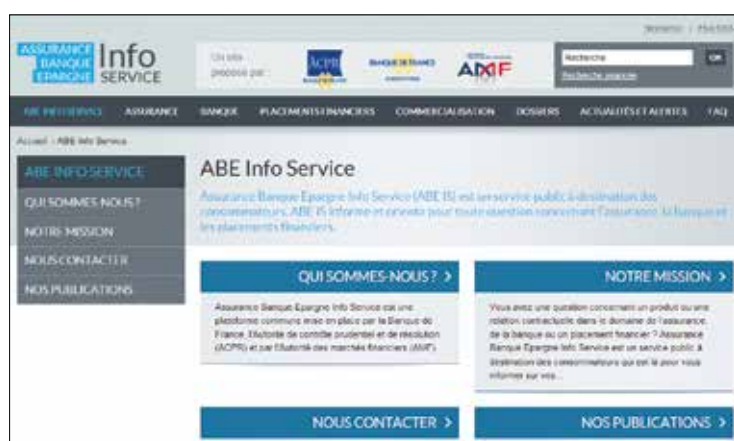 ASSURANCE
BANQUE
EPARGNE
Info
SERVICE
Un site
proposé par
ACPR
BANQUE DE FRANCE
AMF
Recherche
OK
Recherche avancée
ABE INFO SERVICE ASSURANCE BANQUE PLACEMENTS FINANCIERS COMMERCIALISATION DOSSIERS ACTUALITÉS ET ALERTES FAQ
Accueil > ABE Info Service
ABE INFO SERVICE
QUI SOMMES NOUS ?
NOTRE MISSION
NOUS CONTACTER
NOS PUBLICATIONS
ABE Info Service
Assurance Banque Epargne Info Service (ABE IS) est un service public à destination des
consommateurs. ABE IS informe et oriente pour toute question concernant l'assurance, la banque et
les placements financiers.
QUI SOMMES-NOUS ? >
Assurance Banque Epargne Info Service est une
plateforme commune mise en place par la Banque de
France, l'Autorité de contrôle prudentiel et de résolution
(ACPR) et par l'Autorité des marchés financiers (AMF).
NOTRE MISSION >
Vous avez une question concernant un produit ou une
relation contractuelle dans le domaine de l'assurance,
de la banque ou un placement financier ? Assurance
Banque Epargne Info Service est un service public à
destination des consommateurs qui est là pour vous
informer sur vos...
NOUS CONTACTER >
NOS PUBLICATIONS >